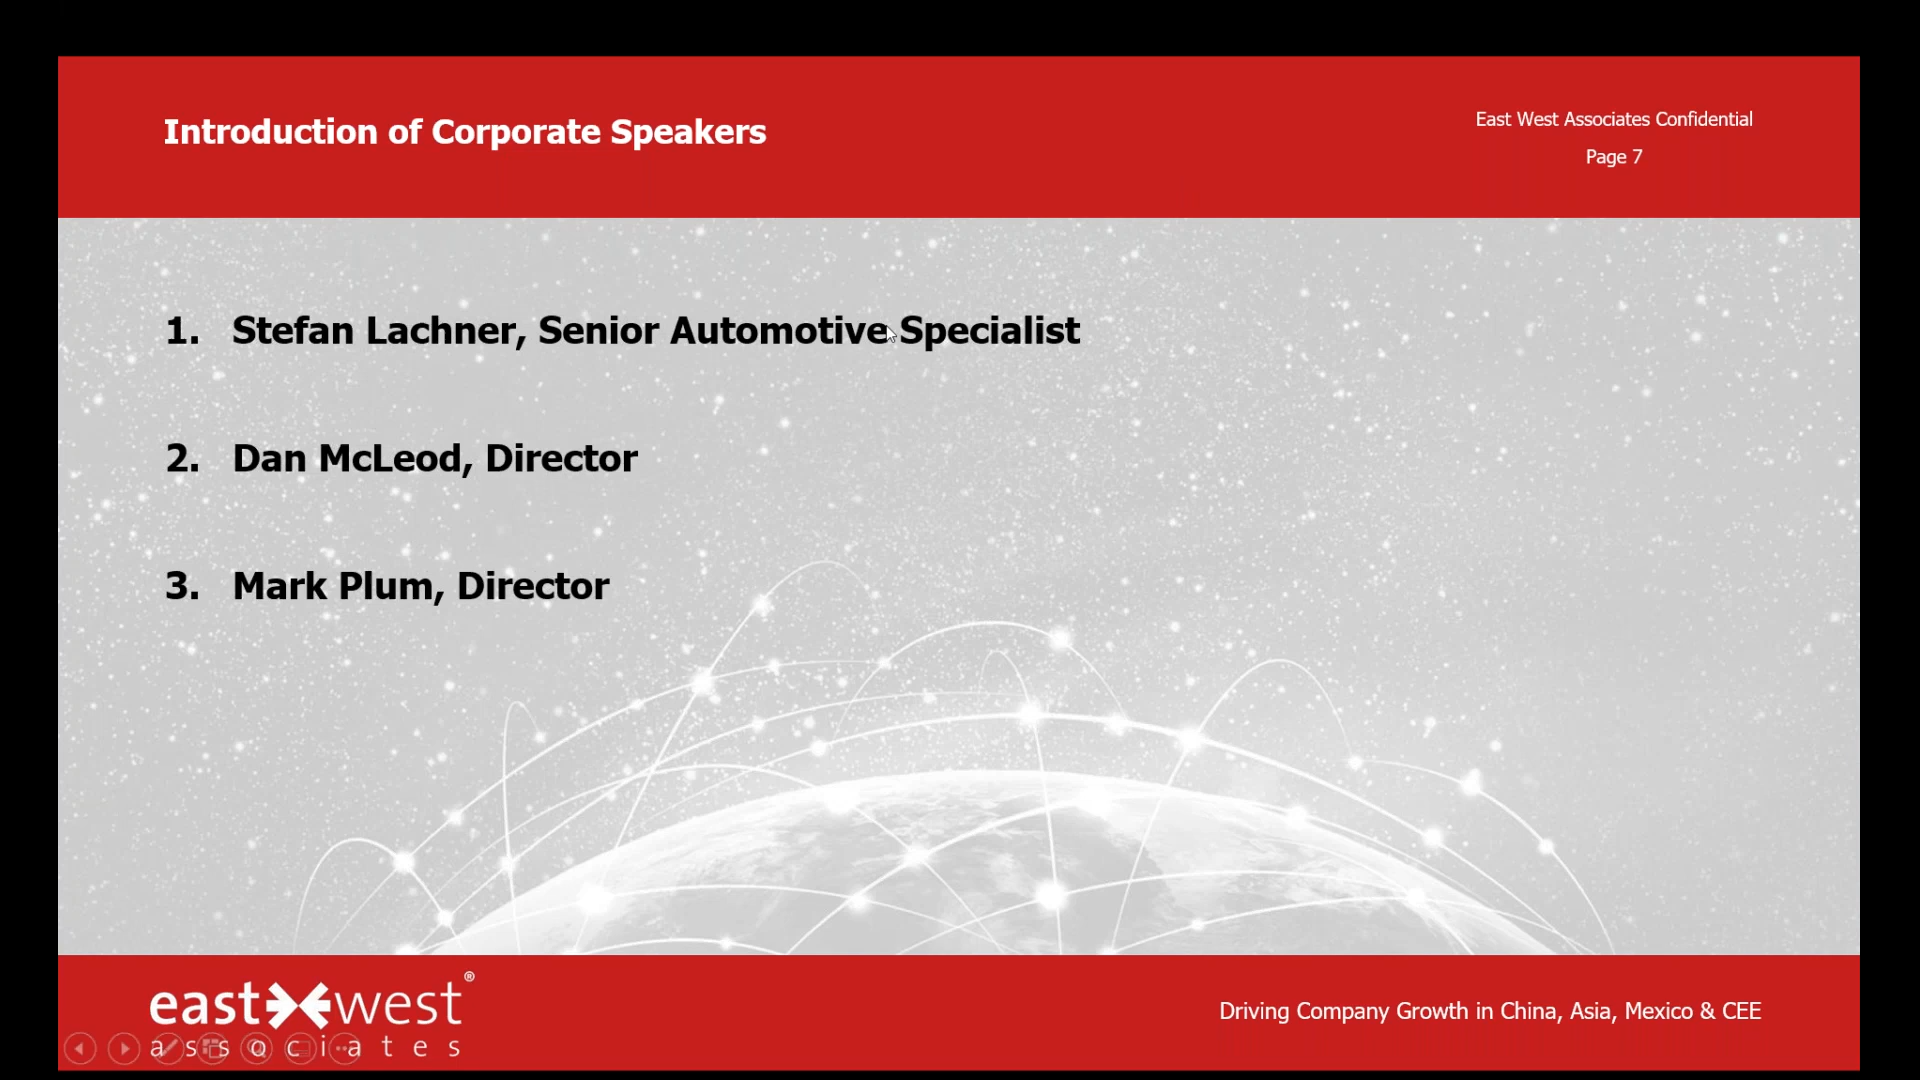 Introduction of Corporate Speakers
East West Associates Confidential
Page 7
1. Stefan Lachner, Senior Automotive Specialist
2. Dan McLeod, Director
3. Mark Plum, Director
east west®
associates
Driving Company Growth in China, Asia, Mexico & CEE